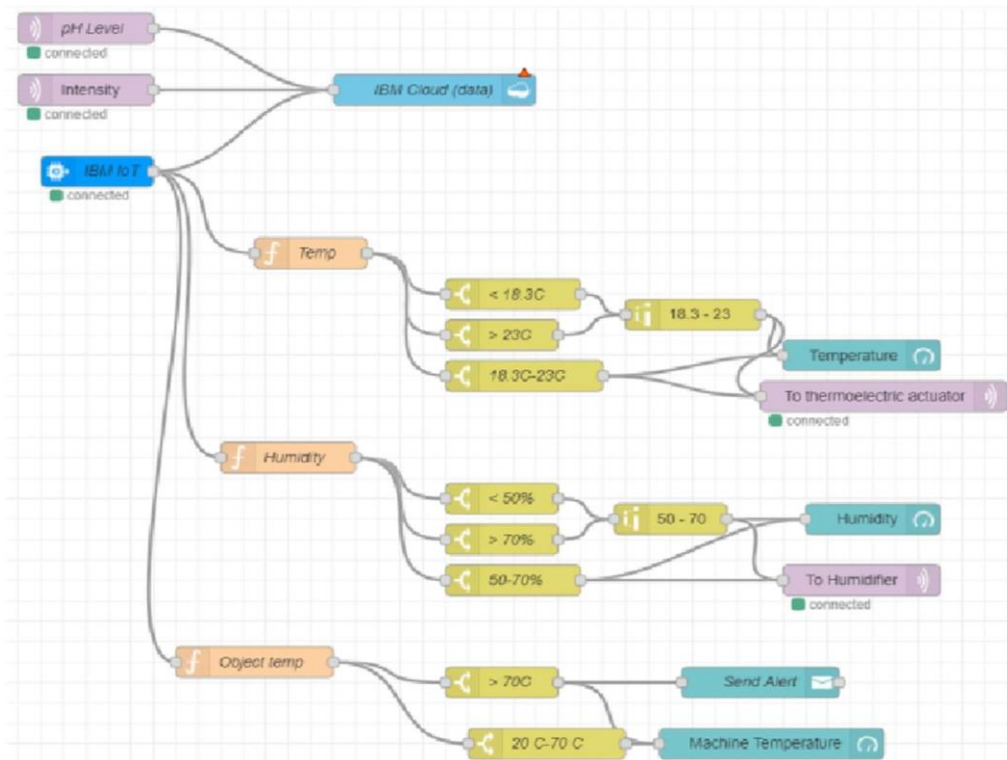 pH Level
connected
Intensity
connected
IBM Cloud (data)
IBM IoT
connected
Temp
< 18.3C
> 23C
18.3 - 23
18.3C-23C
Temperature
To thermoelectric actuator
connected
Humidity
< 50%
> 70%
50 - 70
Humidity
50-70%
To Humidifier
connected
Object temp
> 70C
Send Alert
20 C-70 C
Machine Temperature